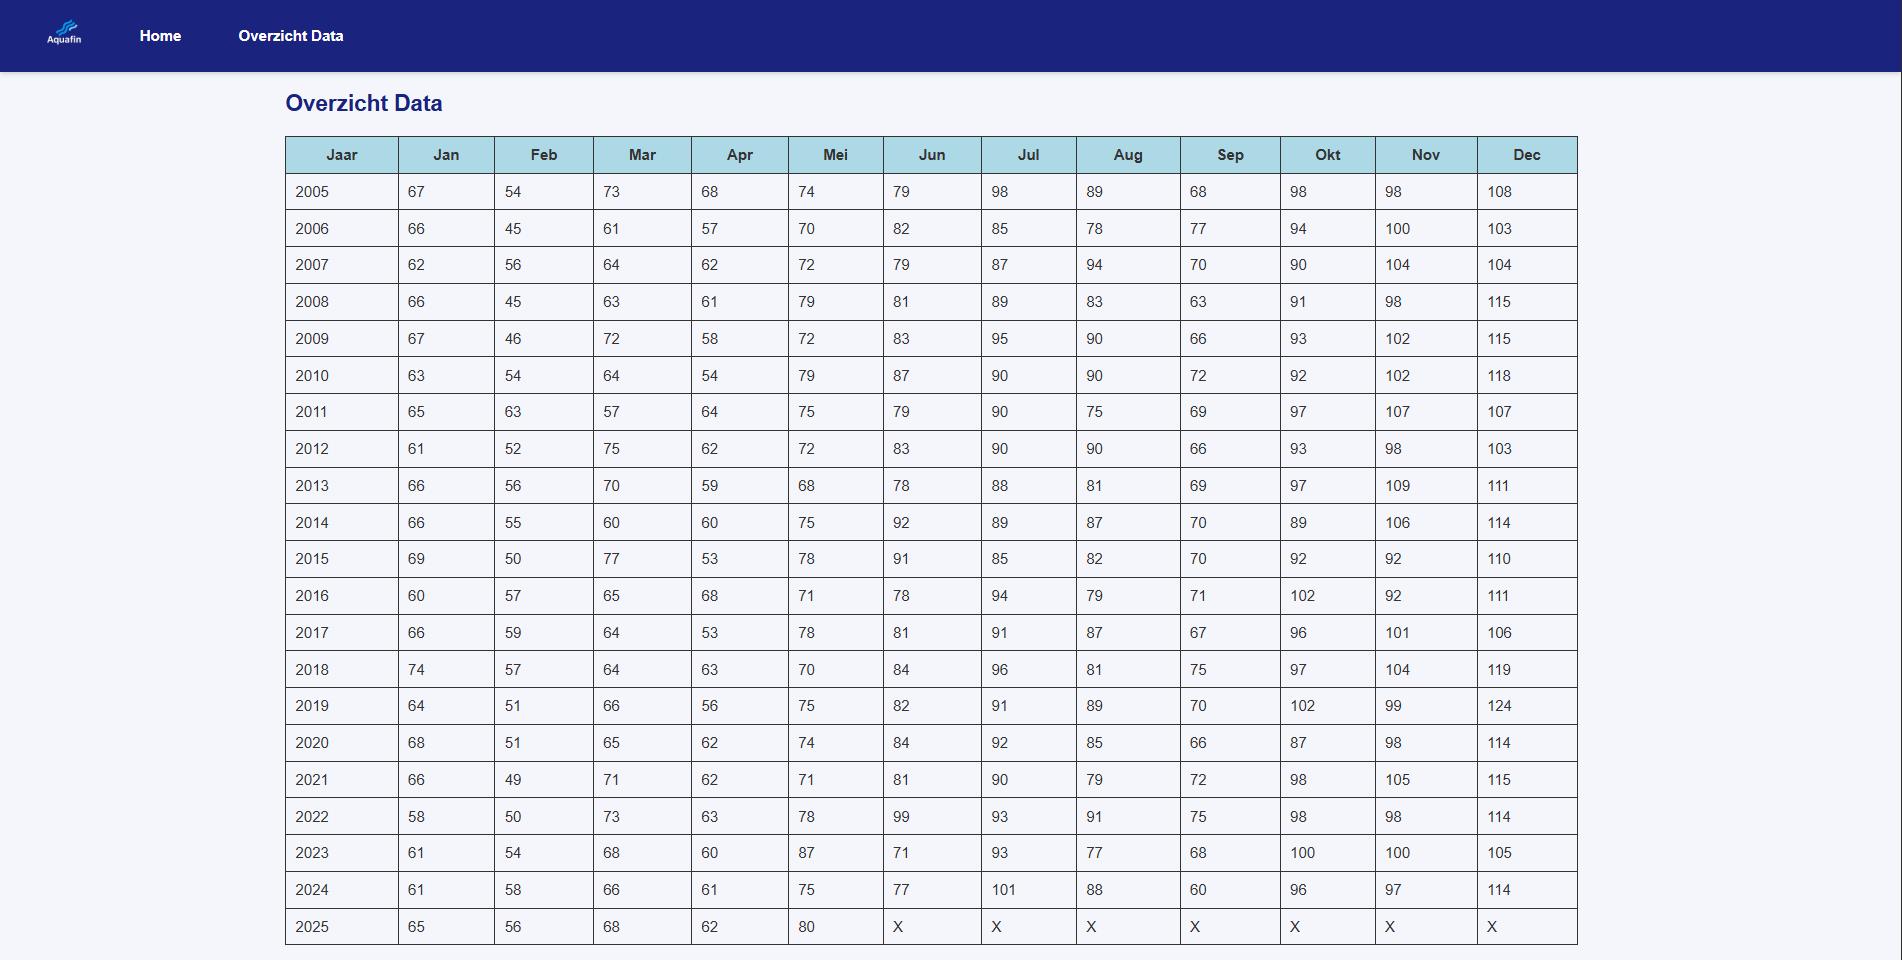 Aquafin Home Overzicht Data
Overzicht Data
Jaar Jan Feb Mar Apr Mei Jun Jul Aug Sep Okt Nov Dec
2005 67 54 73 68 74 79 98 89 68 98 98 108
2006 66 45 61 57 70 82 85 78 77 94 100 103
2007 62 56 64 62 72 79 87 94 70 90 104 104
2008 66 45 63 61 79 81 89 83 63 91 98 115
2009 67 46 72 58 72 83 95 90 66 93 102 115
2010 63 54 64 54 79 87 90 90 72 92 102 118
2011 65 63 57 64 75 79 90 75 69 97 107 107
2012 61 52 75 62 72 83 90 90 66 93 98 103
2013 66 56 70 59 68 78 88 81 69 97 109 111
2014 66 55 60 60 75 92 89 87 70 89 106 114
2015 69 50 77 53 78 91 85 82 70 92 92 110
2016 60 57 65 68 71 78 94 79 71 102 92 111
2017 66 59 64 53 78 81 91 87 67 96 101 106
2018 74 57 64 63 70 84 96 81 75 97 104 119
2019 64 51 66 56 75 82 91 89 70 102 99 124
2020 68 51 65 62 74 84 92 85 66 87 98 114
2021 66 49 71 62 71 81 90 79 72 98 105 115
2022 58 50 73 63 78 99 93 91 75 98 98 114
2023 61 54 68 60 87 71 93 77 68 100 100 105
2024 61 58 66 61 75 77 101 88 60 96 97 114
2025 65 56 68 62 80 X X X X X X X